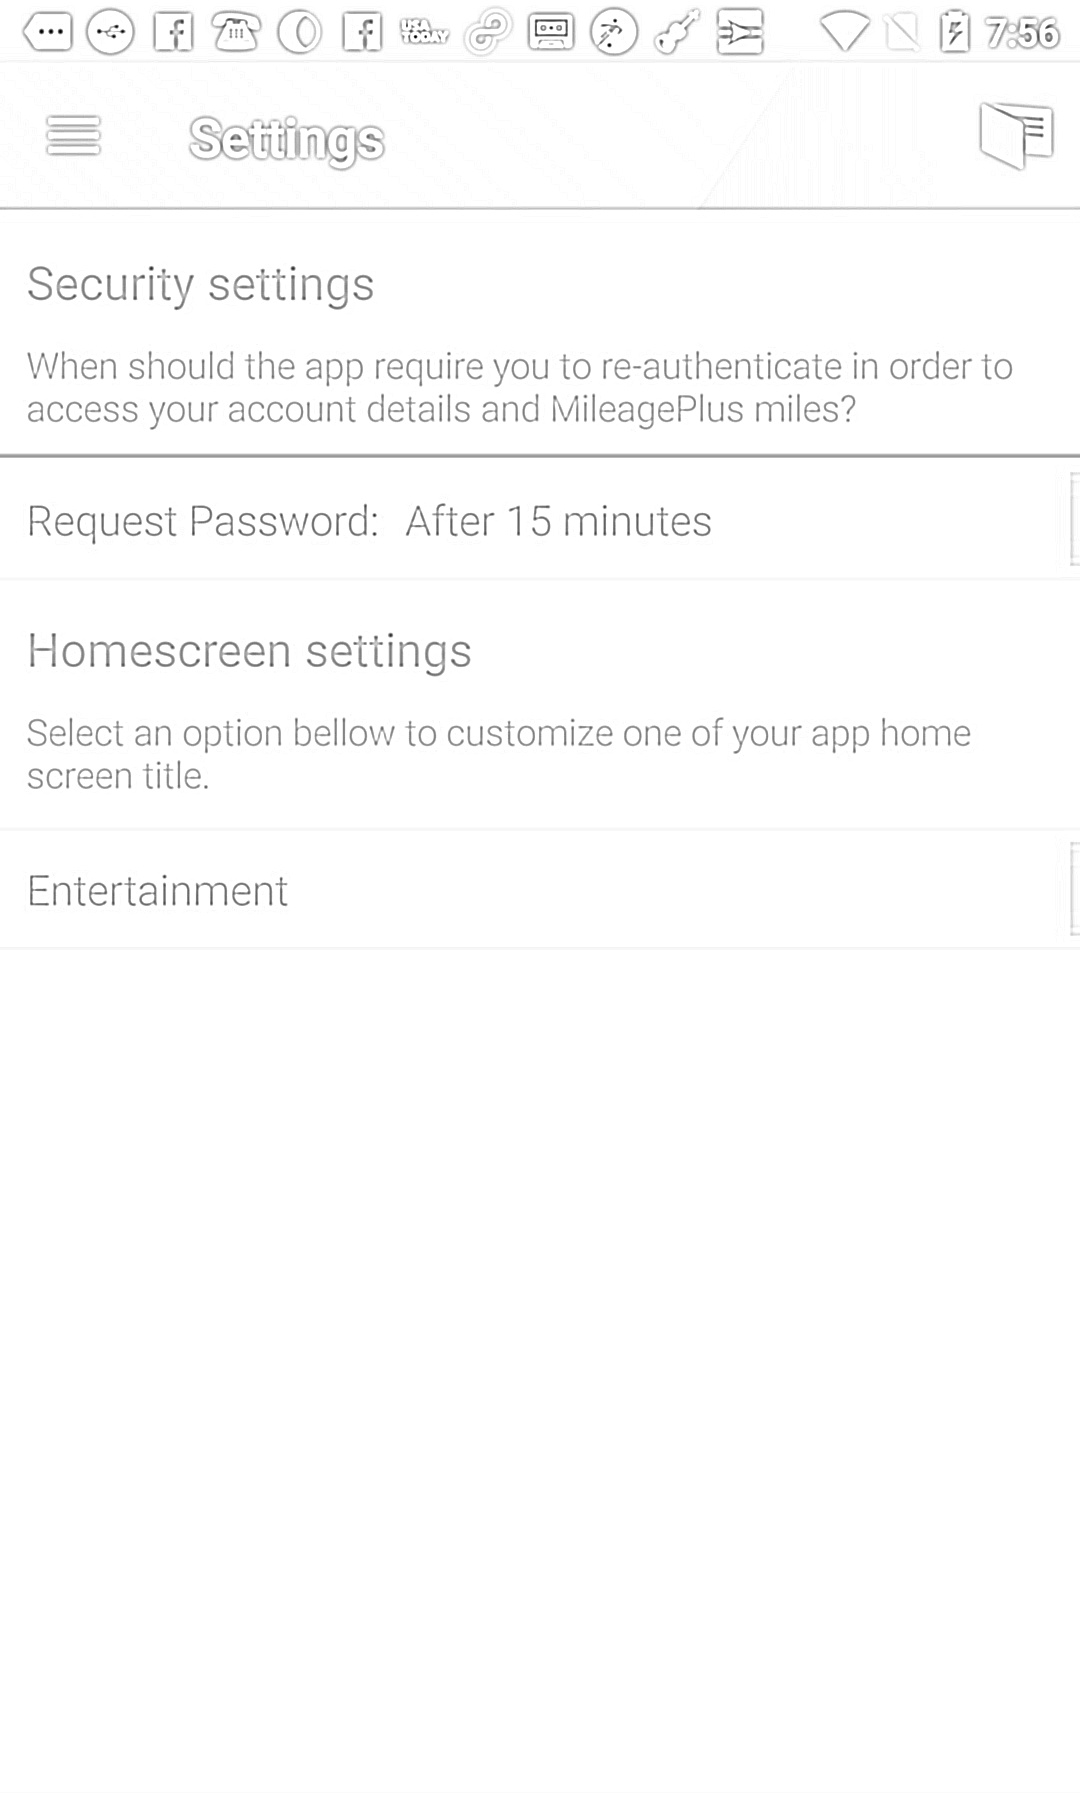 USA TODAY 7:56
Settings
Security settings
When should the app require you to re-authenticate in order to
access your account details and MileagePlus miles?
Request Password: After 15 minutes
Homescreen settings
Select an option bellow to customize one of your app home
screen title.
Entertainment